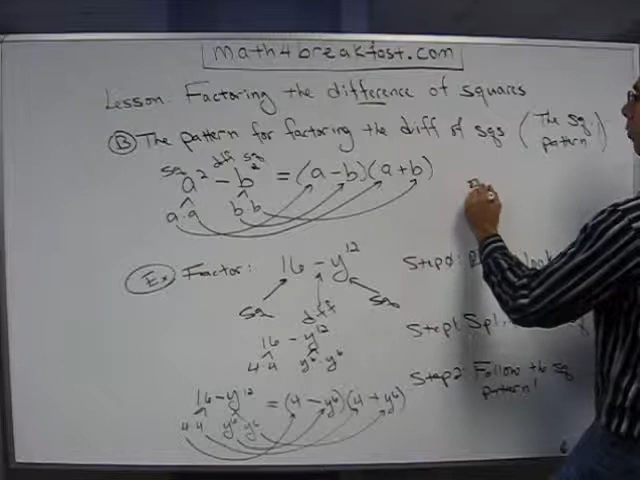 math4breakfast.com
Lesson: Factoring the difference of squares
B The pattern for factoring the diff of sqs (The sq pattern)
sq diff sq
a² - b² = (a - b)(a + b)
a·a b·b
Ex Factor: 16 - y¹²
sq diff sq
16 - y¹²
4·4 y⁶·y⁶
16 - y¹² = (4 - y⁶)(4 + y⁶)
4·4 y⁶·y⁶
Step 0:
Step 1:
Step 2: Follow the sq
pattern!